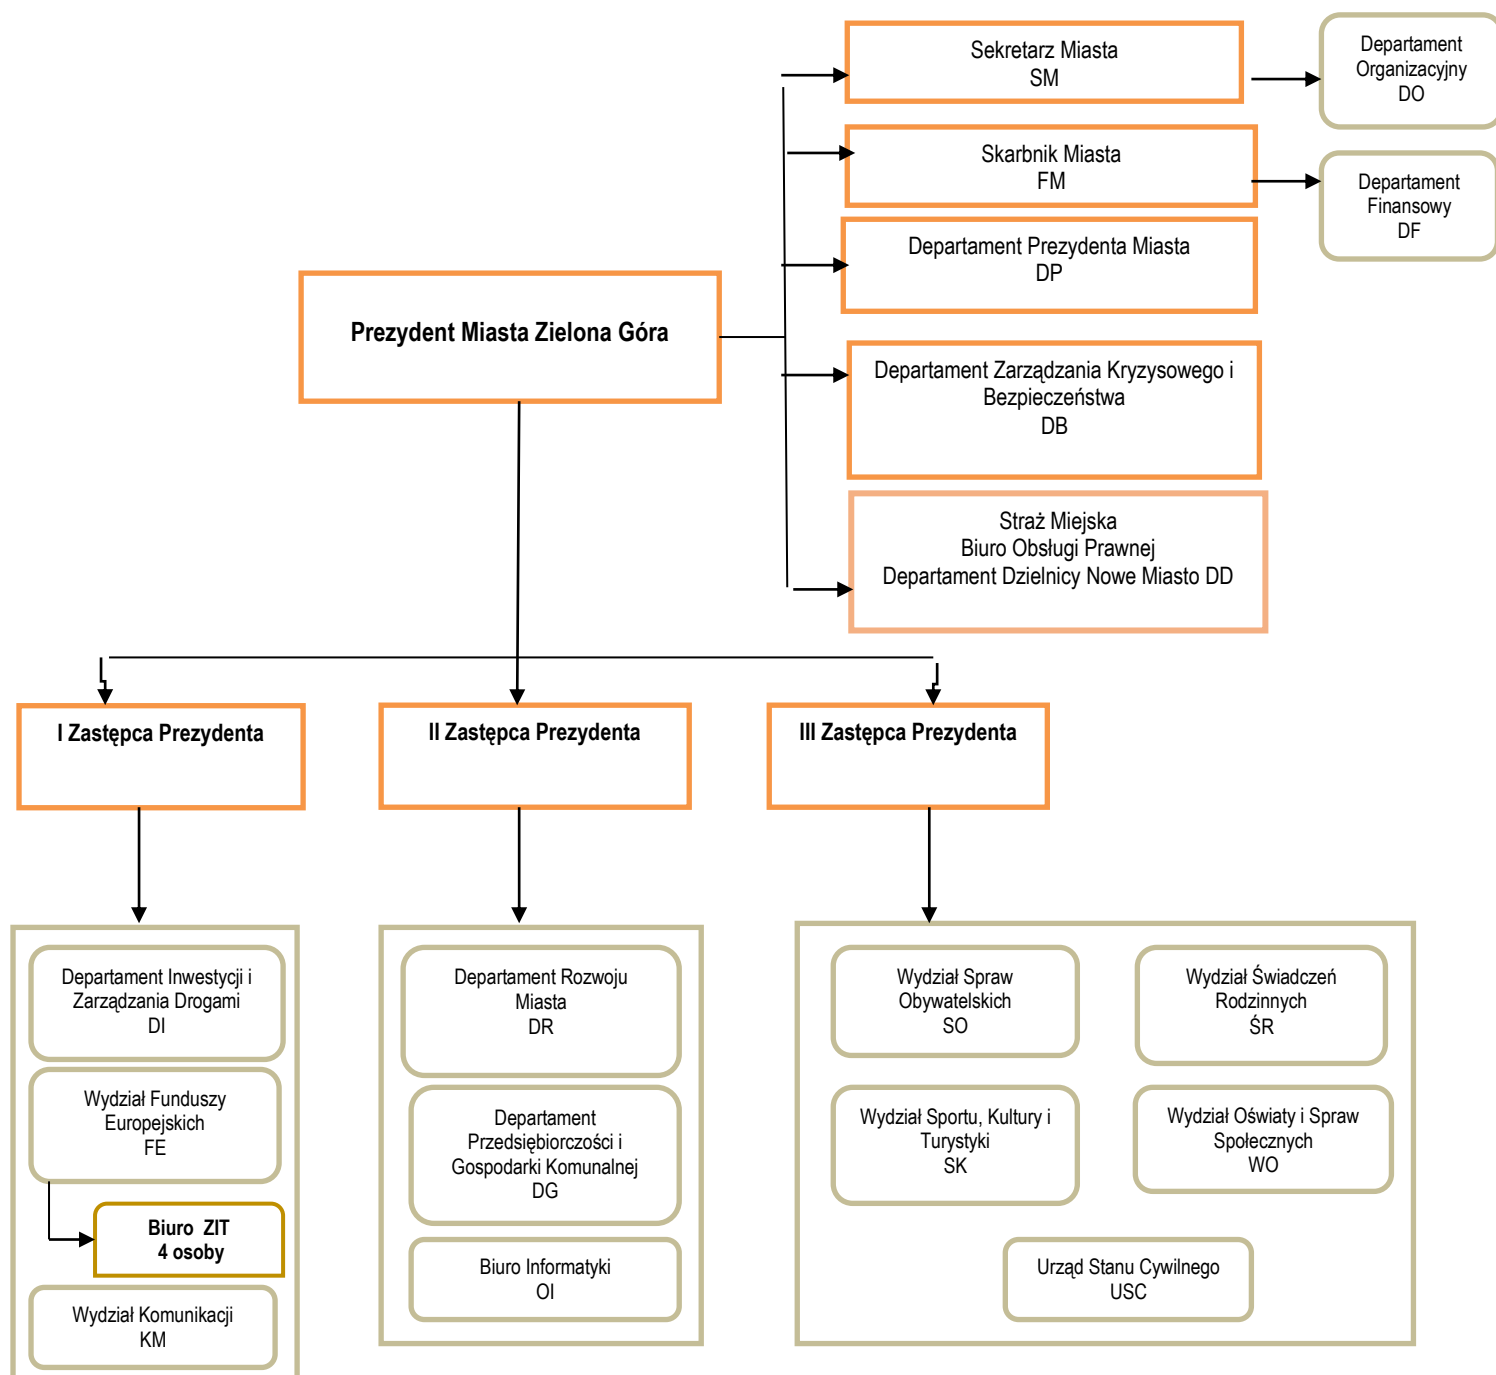 Sekretarz Miasta
SM
Departament
Organizacyjny
DO
Skarbnik Miasta
FM
Departament
Finansowy
DF
Departament Prezydenta Miasta
DP
Prezydent Miasta Zielona Góra
Departament Zarządzania Kryzysowego i
Bezpieczeństwa
DB
Straż Miejska
Biuro Obsługi Prawnej
Departament Dzielnicy Nowe Miasto DD
I Zastępca Prezydenta
II Zastępca Prezydenta
III Zastępca Prezydenta
Departament Inwestycji i
Zarządzania Drogami
DI
Wydział Funduszy
Europejskich
FE
Biuro  ZIT
4 osoby
Wydział Komunikacji
KM
Departament Rozwoju
Miasta
DR
Departament
Przedsiębiorczości i
Gospodarki Komunalnej
DG
Biuro Informatyki
OI
Wydział Spraw
Obywatelskich
SO
Wydział Świadczeń
Rodzinnych
ŚR
Wydział Sportu, Kultury i
Turystyki
SK
Wydział Oświaty i Spraw
Społecznych
WO
Urząd Stanu Cywilnego
USC